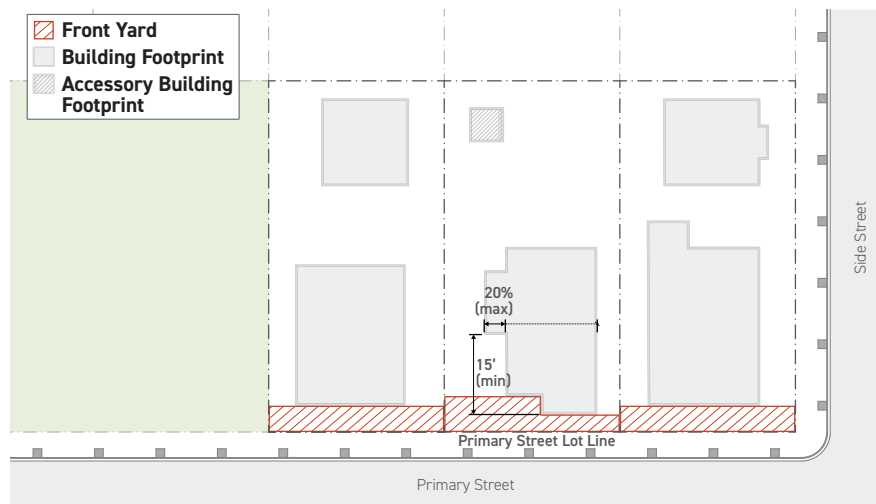 Front Yard
Building Footprint
Accessory Building
Footprint
20%
(max)
15'
(min)
Primary Street Lot Line
Primary Street
Side Street